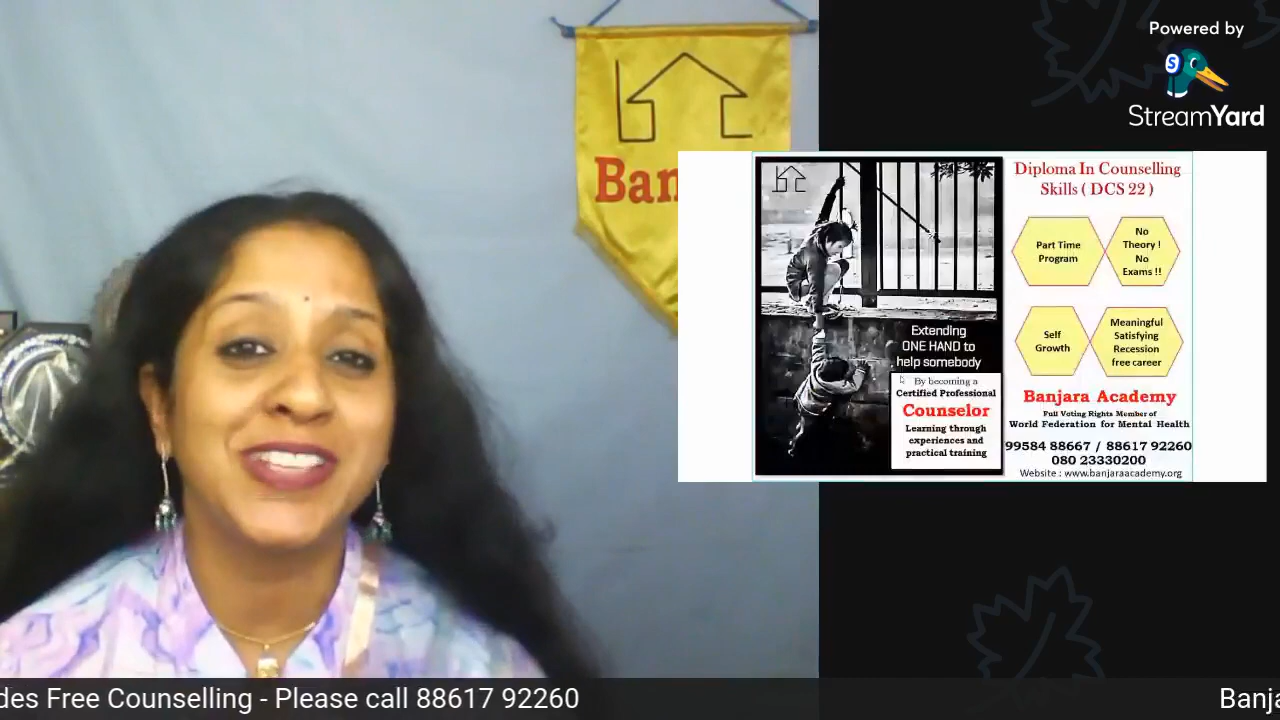 Powered by
StreamYard
Ban
Diploma In Counselling
Skills ( DCS 22 )
Part Time
Program
No
Theory !
No
Exams !!
Self
Growth
Meaningful
Satisfying
Recession
free career
Extending
ONE HAND to
help somebody
By becoming a
Certified Professional
Counselor
Learning through
experiences and
practical training
Banjara Academy
Full Voting Rights Member of
World Federation for Mental Health
99584 88667 / 88617 92260
080 23330200
Website : www.banjaraacademy.org
des Free Counselling - Please call 88617 92260
Banja